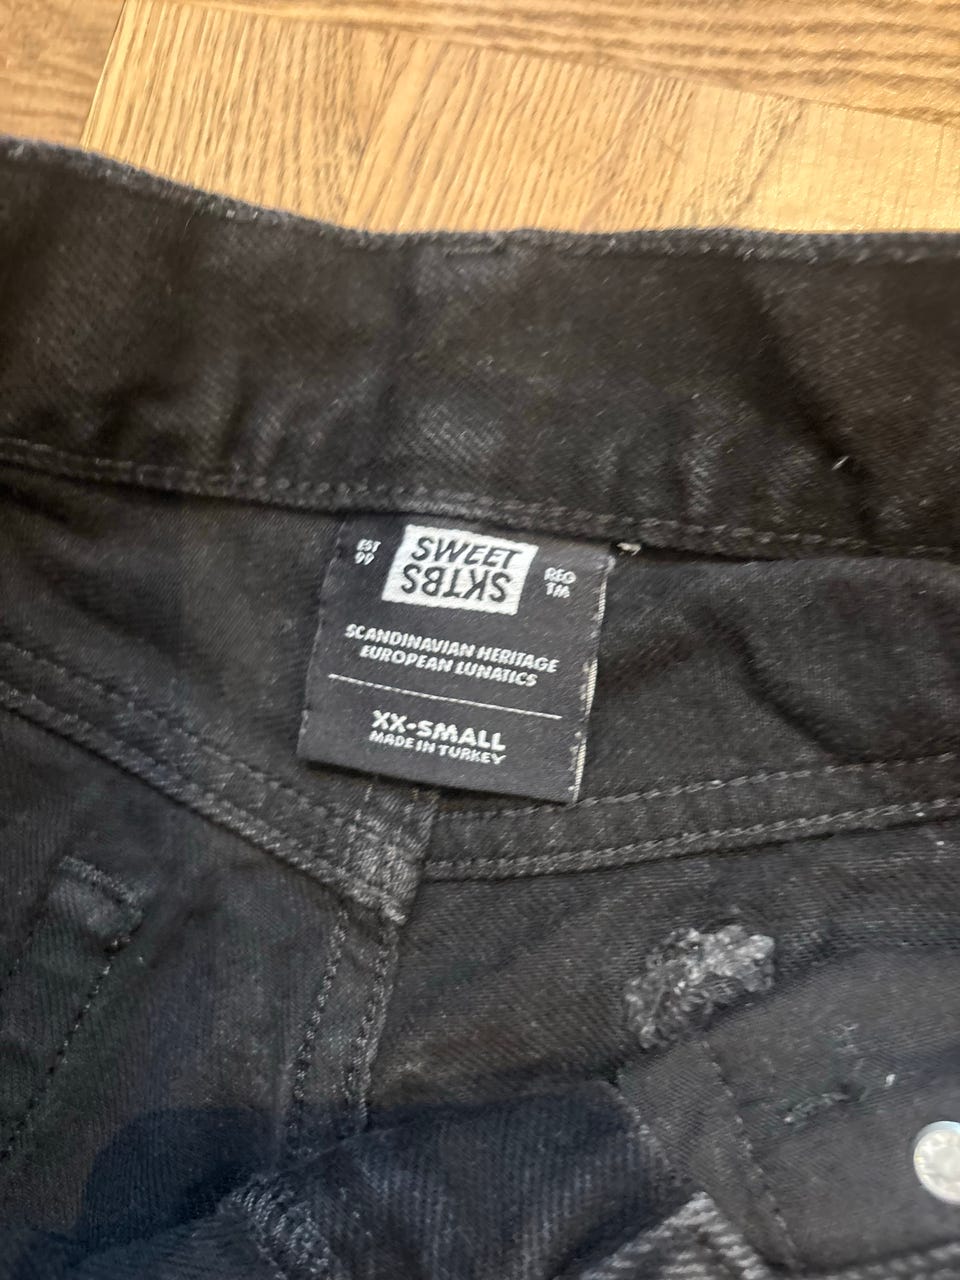 EST
99
SWEET
SKTBS
REG
TM
SCANDINAVIAN HERITAGE
EUROPEAN LUNATICS
XX-SMALL
MADE IN TURKEY